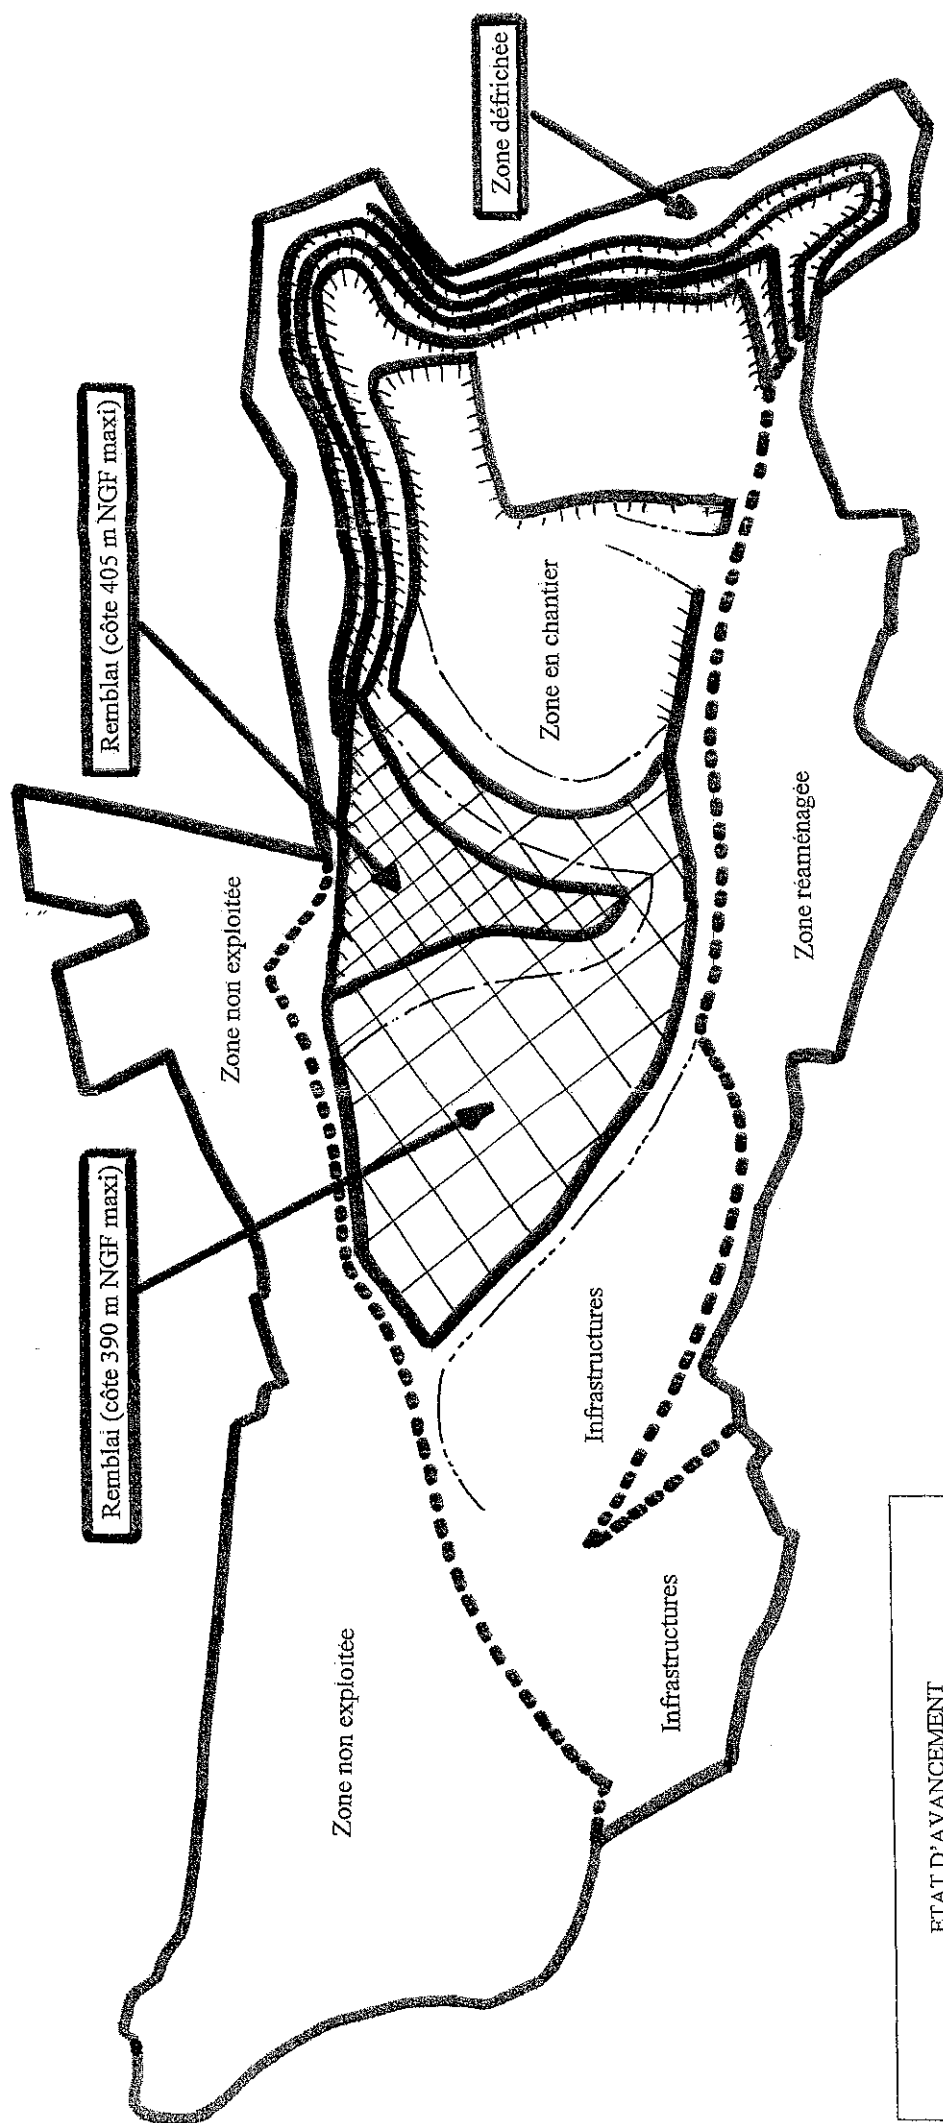 Remblai (côte 390 m NGF maxi)
Remblai (côte 405 m NGF maxi)
Zone défrichée
Zone non exploitée
Zone non exploitée
Zone en chantier
Infrastructures
Infrastructures
Zone réaménagée
ETAT D'AVANCEMENT